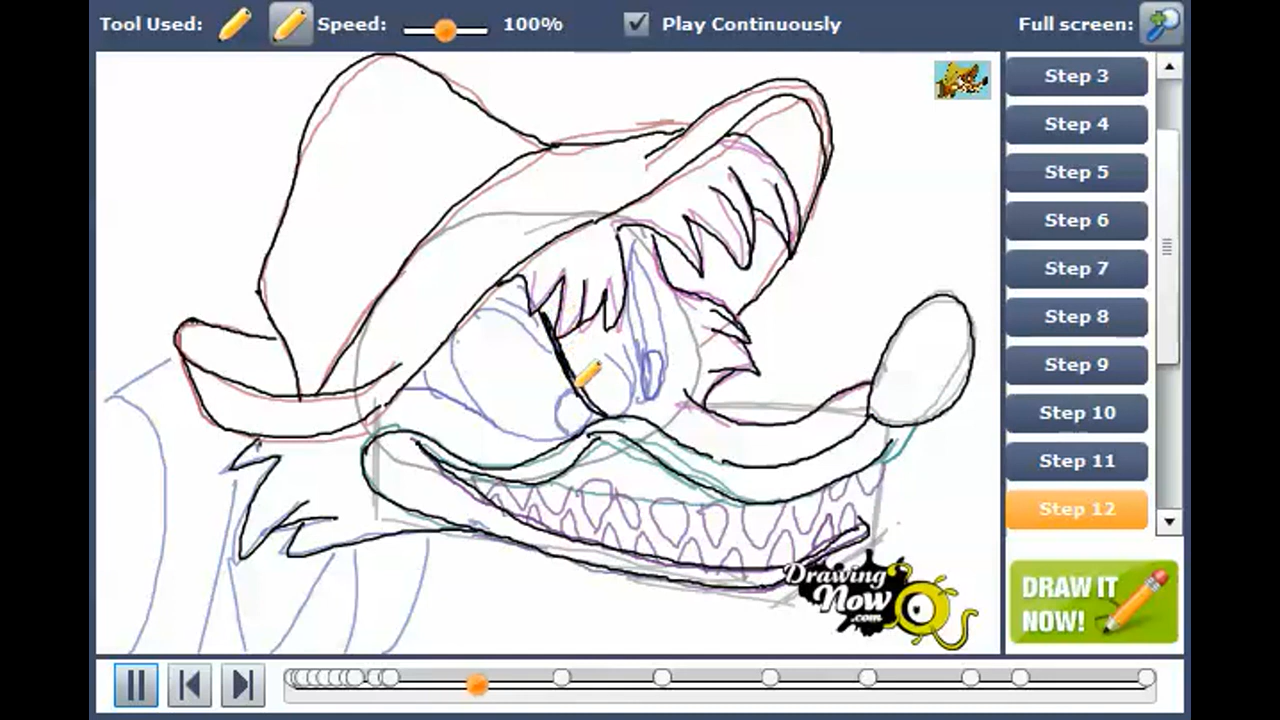 Tool Used:
Speed:
100%
Play Continuously
Full screen:
Step 3
Step 4
Step 5
Step 6
Step 7
Step 8
Step 9
Step 10
Step 11
Step 12
Drawing
Now
.com
DRAW IT
NOW!